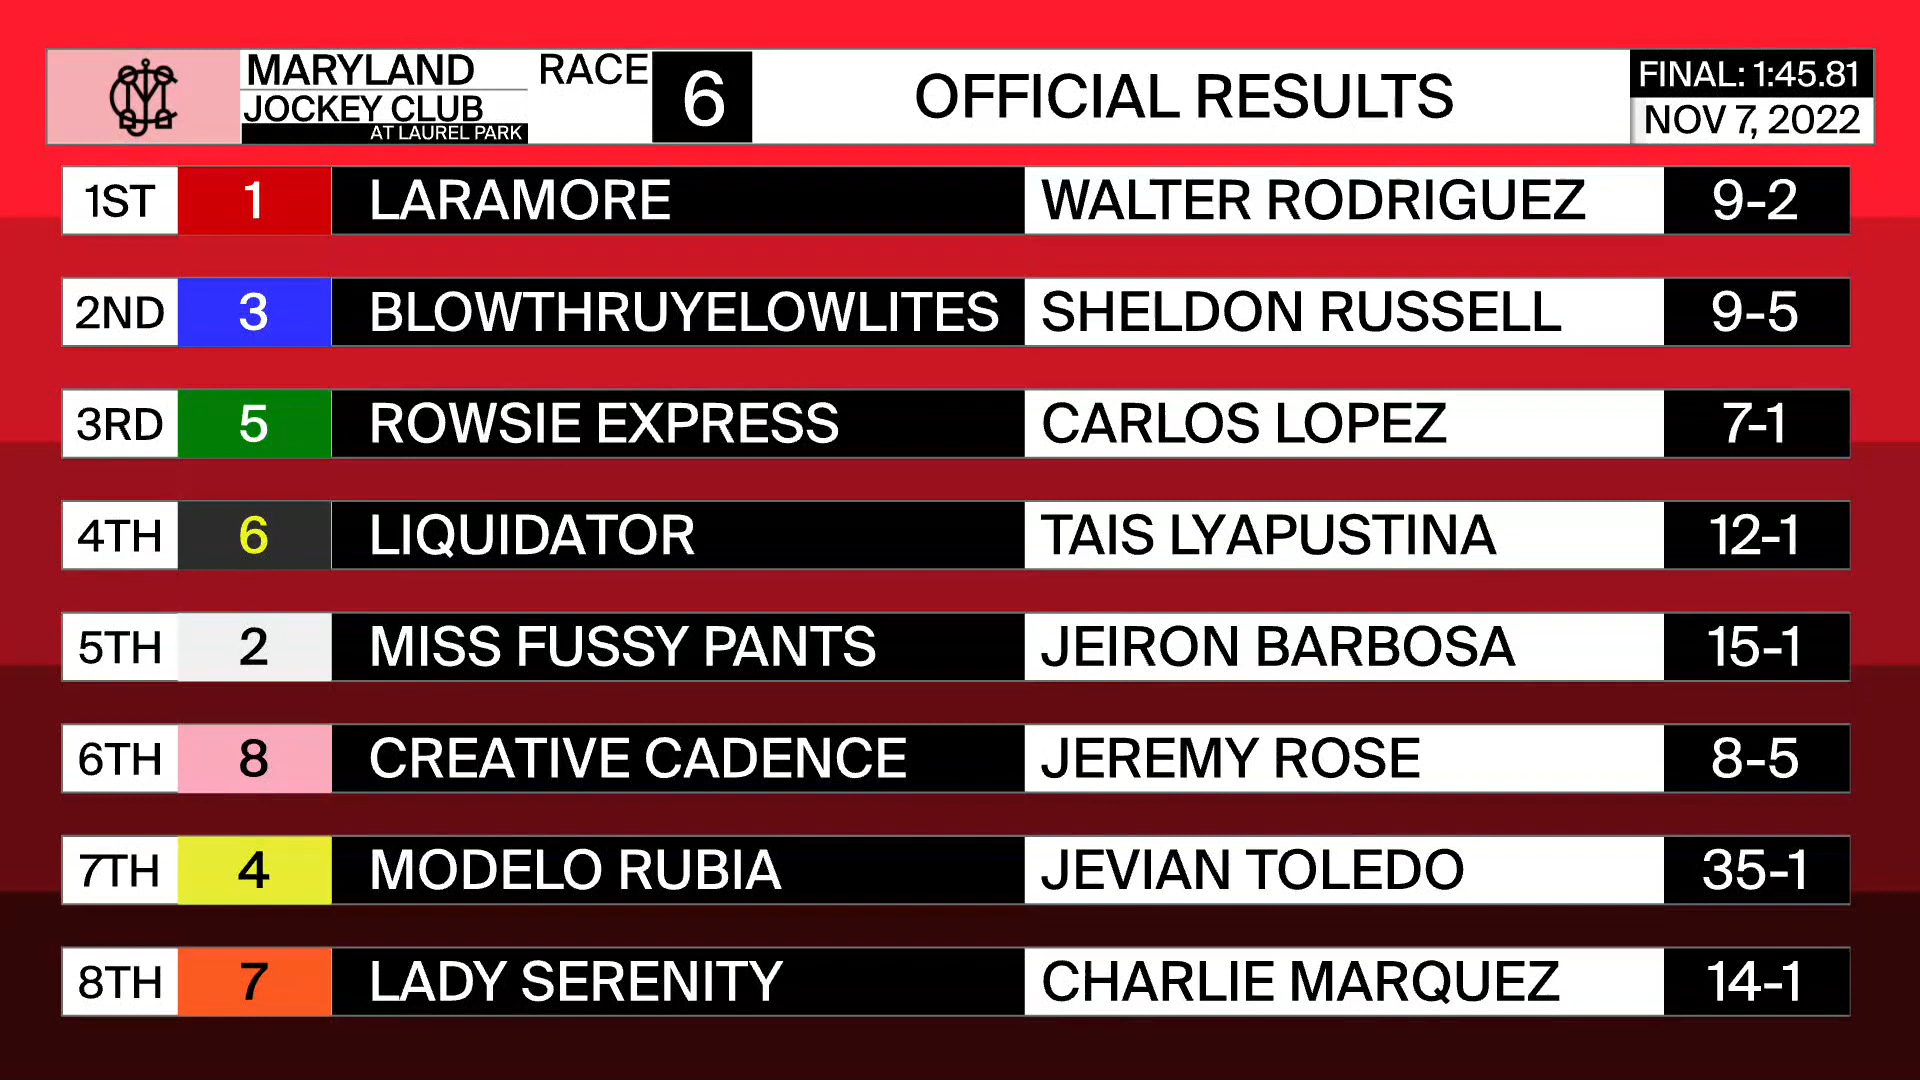 MARYLAND
JOCKEY CLUB
AT LAUREL PARK
RACE 6
OFFICIAL RESULTS
FINAL: 1:45.81
NOV 7, 2022
1ST 1 LARAMORE WALTER RODRIGUEZ 9-2
2ND 3 BLOWTHRUYELOWLITES SHELDON RUSSELL 9-5
3RD 5 ROWSIE EXPRESS CARLOS LOPEZ 7-1
4TH 6 LIQUIDATOR TAIS LYAPUSTINA 12-1
5TH 2 MISS FUSSY PANTS JEIRON BARBOSA 15-1
6TH 8 CREATIVE CADENCE JEREMY ROSE 8-5
7TH 4 MODELO RUBIA JEVIAN TOLEDO 35-1
8TH 7 LADY SERENITY CHARLIE MARQUEZ 14-1